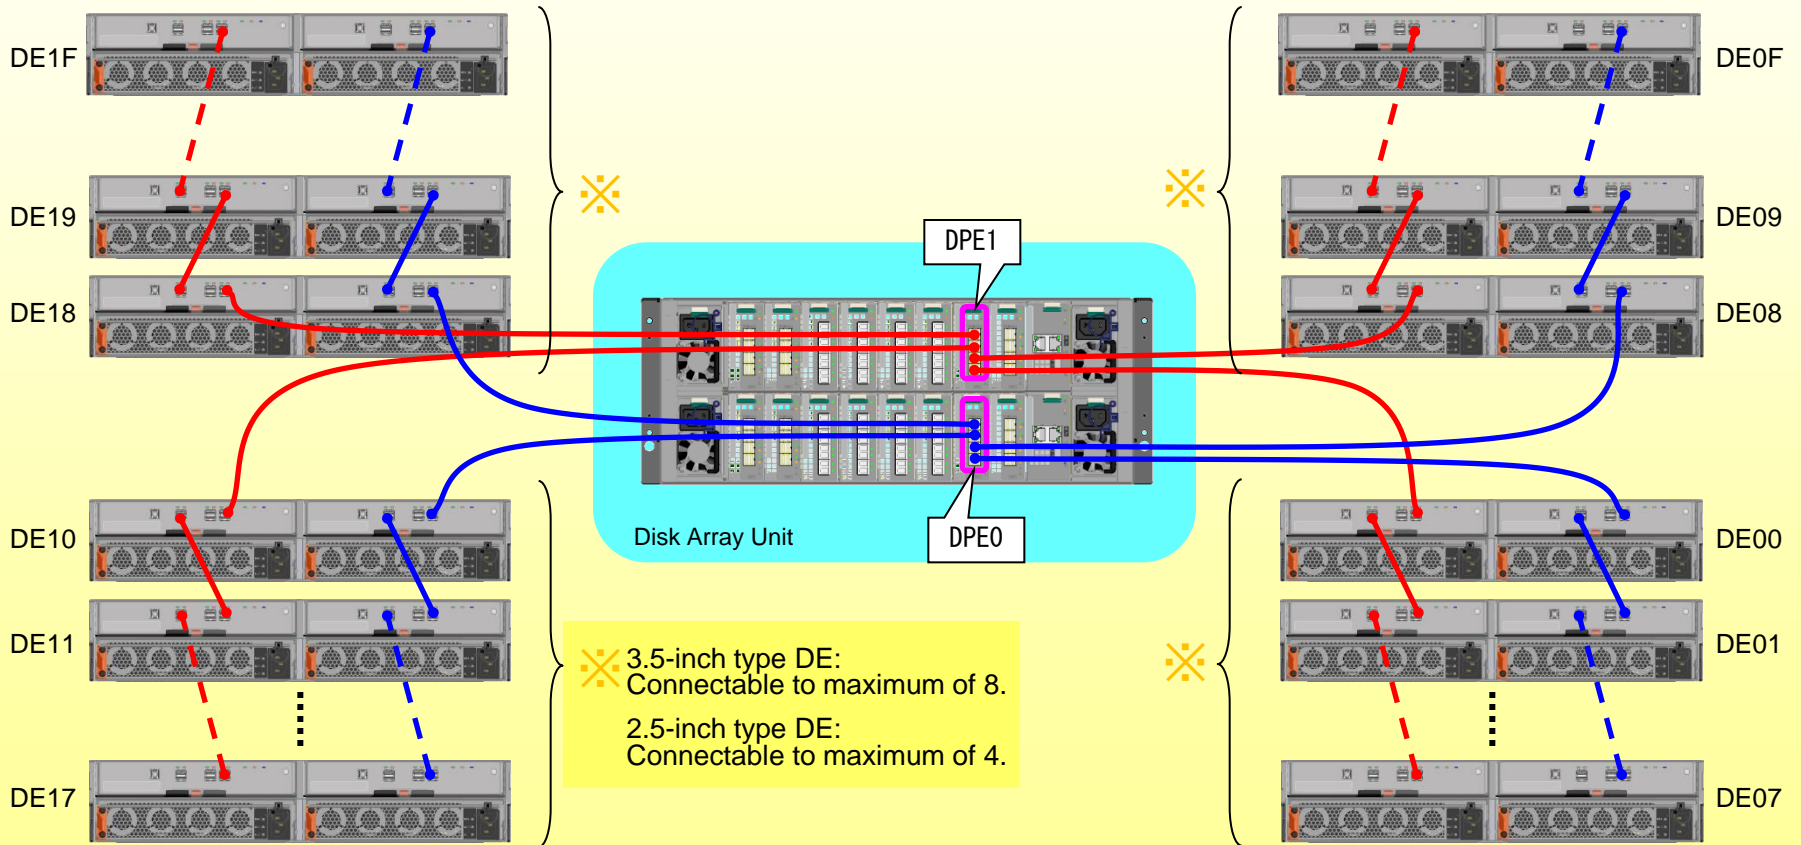 DE1F
DE0F
DE19
DE09
DPE1
DE18
DE08
DE10
Disk Array Unit
DPE0
DE00
DE11
DE01
※ 3.5-inch type DE:
Connectable to maximum of 8.
2.5-inch type DE:
Connectable to maximum of 4.
DE17
DE07